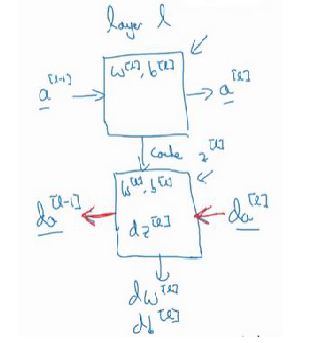 layer l
a^[l-1] w^[l], b^[l] a^[l]
cache z^[l]
w^[l], b^[l]
da^[l-1] dz^[l] da^[l]
dw^[l]
db^[l]